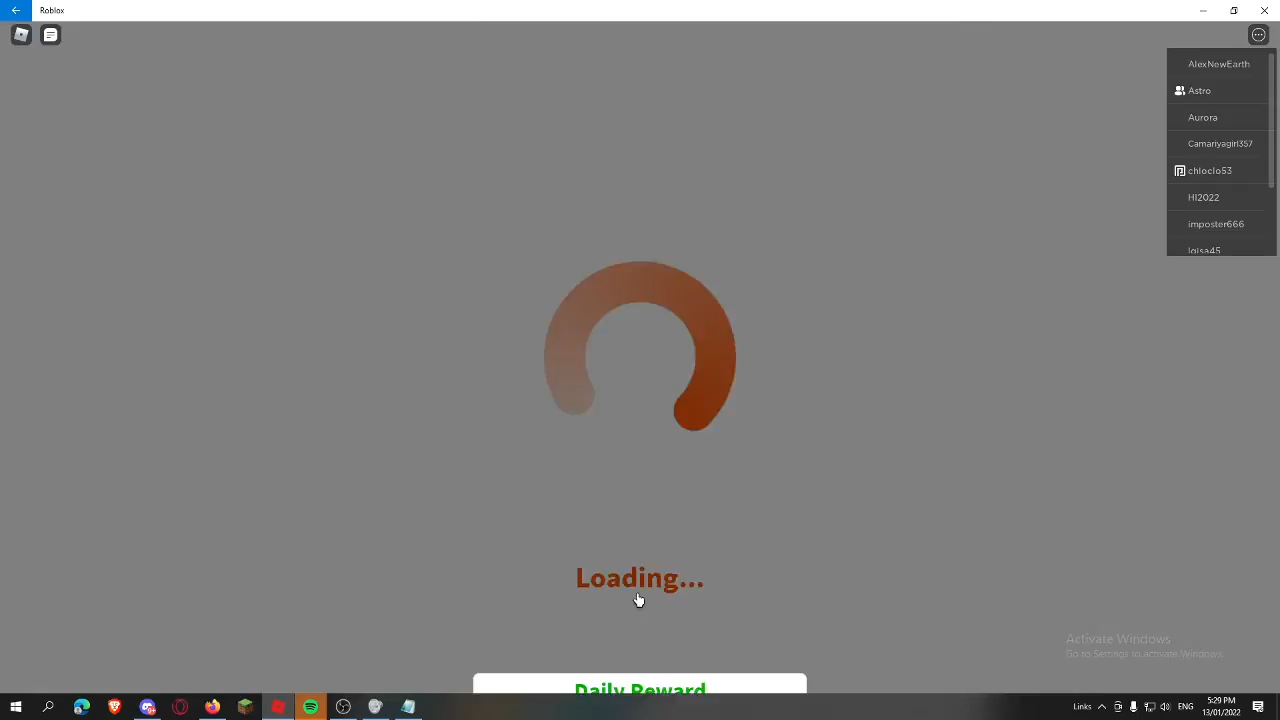 Roblox
AlexNewEarth
Astro
Aurora
Camariyagirl357
chloclo53
HI2022
imposter666
Loading...
Activate Windows
Go to Settings to activate Windows.
Daily Reward
Links
ENG
5:29 PM
13/01/2022